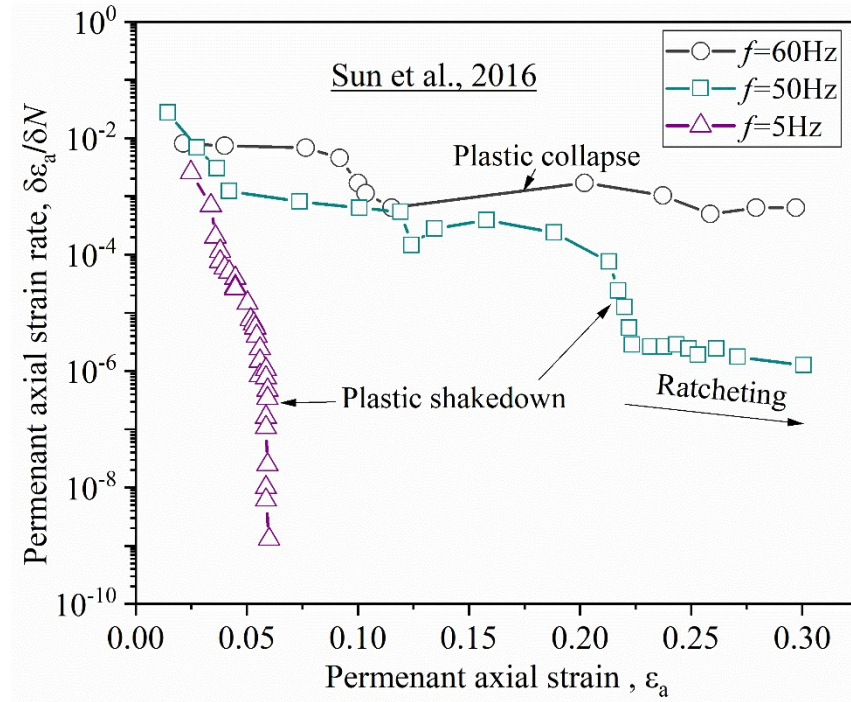 10⁰
10⁻²
10⁻⁴
10⁻⁶
10⁻⁸
10⁻¹⁰
Permenant axial strain rate, δεₐ/δN
Sun et al., 2016
f=60Hz
f=50Hz
f=5Hz
Plastic collapse
Plastic shakedown
Ratcheting
0.00 0.05 0.10 0.15 0.20 0.25 0.30
Permenant axial strain , εₐ